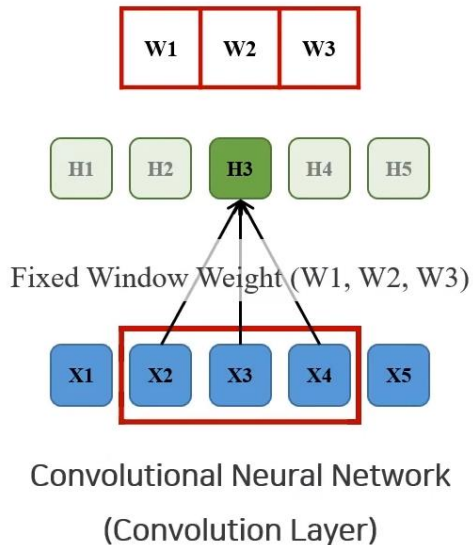 W1 W2 W3
H1 H2 H3 H4 H5
Fixed Window Weight (W1, W2, W3)
X1 X2 X3 X4 X5
Convolutional Neural Network
(Convolution Layer)